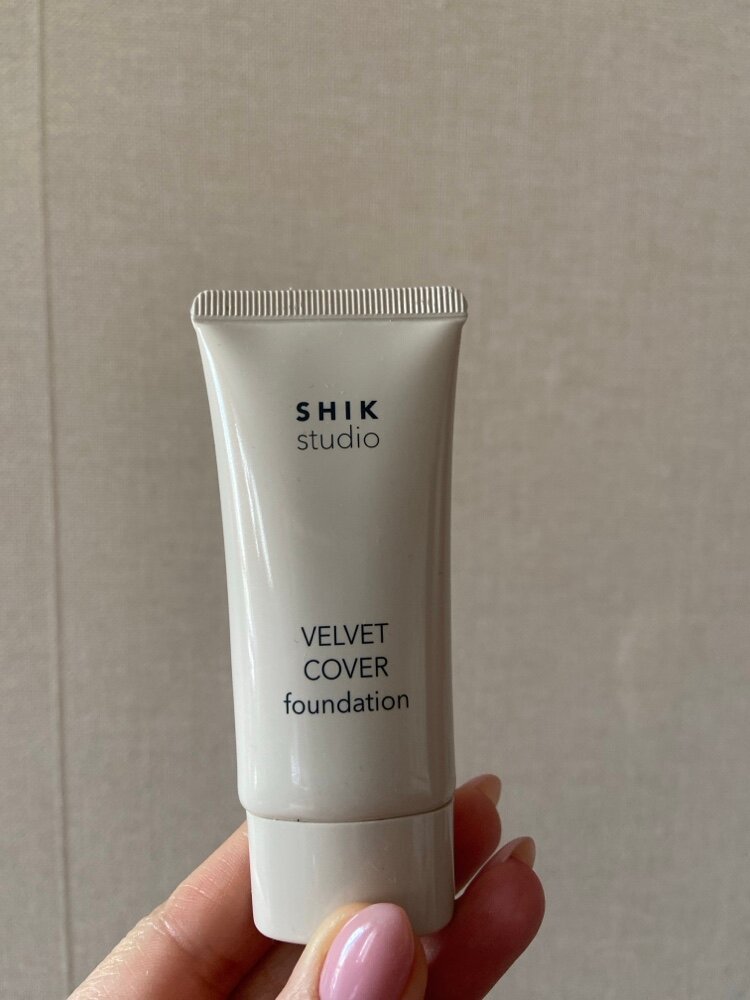 SHIK
studio
VELVET
COVER
foundation